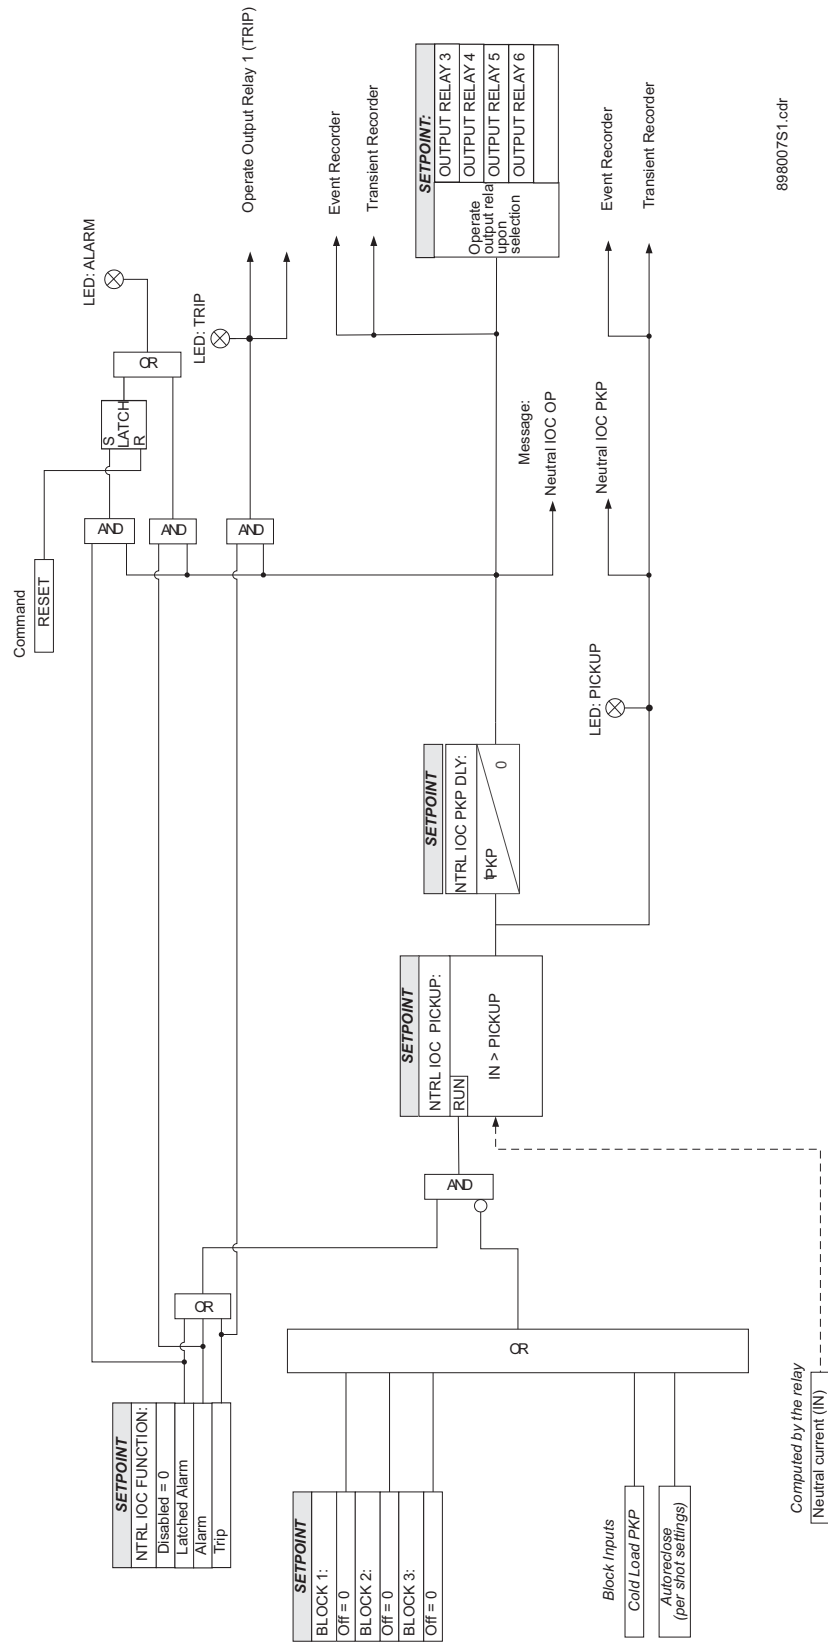 Command
RESET
LED: ALARM
OR
S
LATCH
R
AND
AND
AND
LED: TRIP
Operate Output Relay 1 (TRIP)
Event Recorder
Transient Recorder
SETPOINT:
Operate
output rela
upon
selection
OUTPUT RELAY 3
OUTPUT RELAY 4
OUTPUT RELAY 5
OUTPUT RELAY 6
Message:
Neutral IOC OP
Neutral IOC PKP
Event Recorder
Transient Recorder
LED: PICKUP
SETPOINT
NTRL IOC PKP DLY:
tPKP
0
SETPOINT
NTRL IOC PICKUP:
RUN
IN > PICKUP
AND
SETPOINT
NTRL IOC FUNCTION:
Disabled = 0
Latched Alarm
Alarm
Trip
OR
SETPOINT
BLOCK 1:
Off = 0
BLOCK 2:
Off = 0
BLOCK 3:
Off = 0
OR
Block Inputs
Cold Load PKP
Autoreclose
(per shot settings)
Computed by the relay
Neutral current (IN)
898007S1.cdr